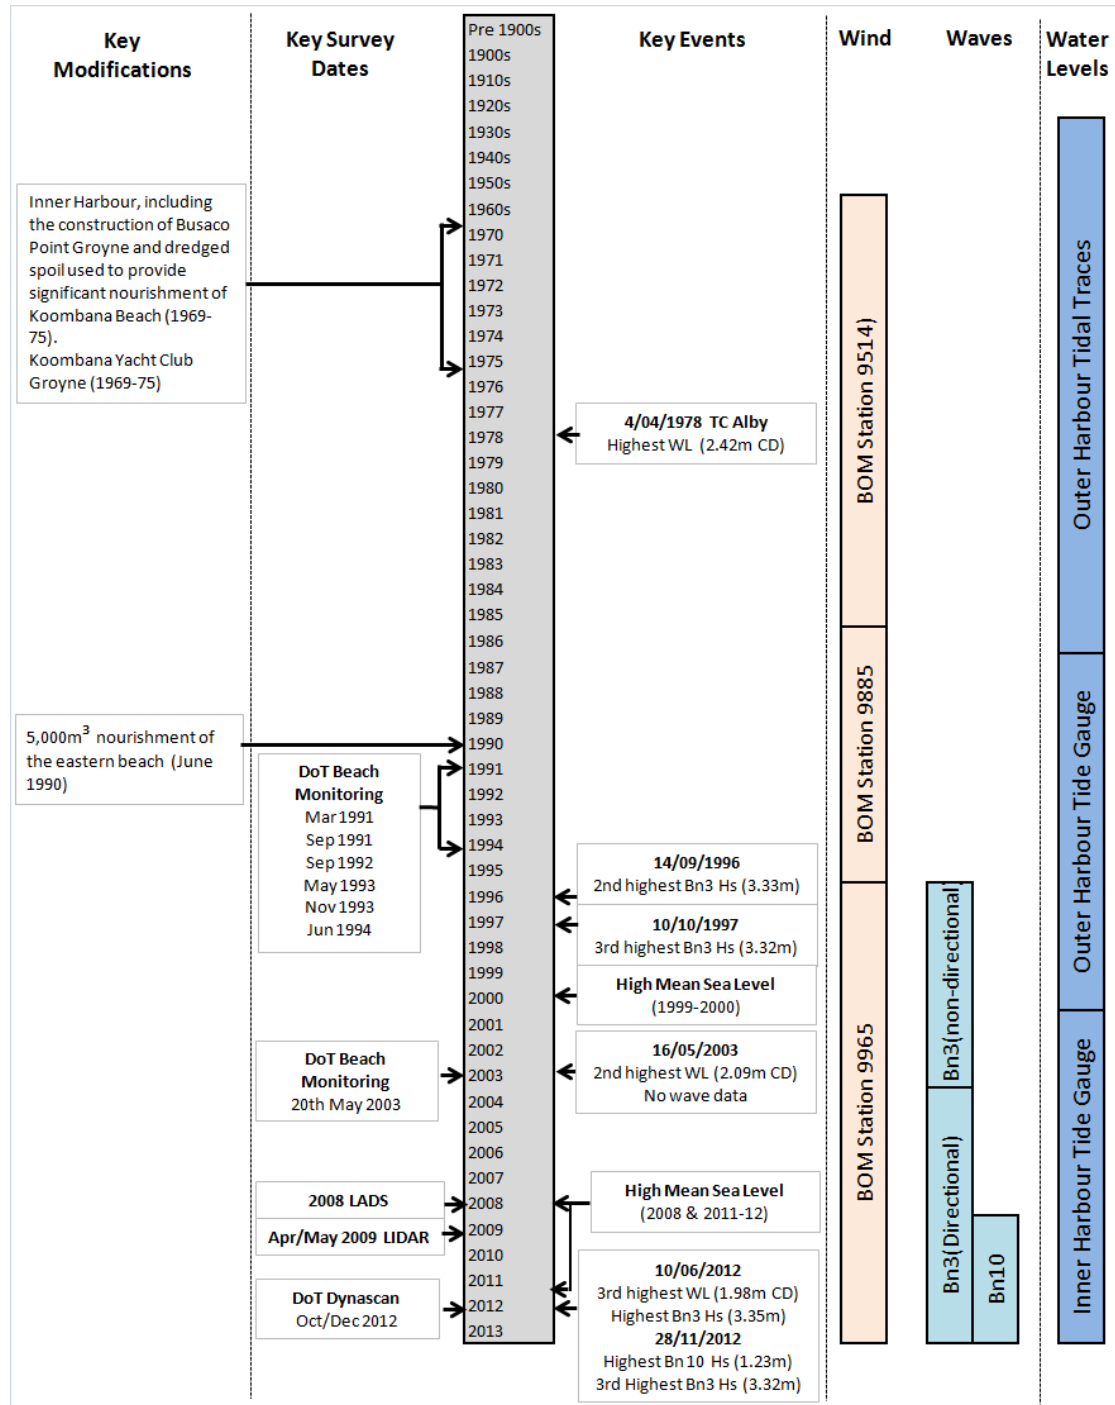 Key
Modifications
Key Survey
Dates
Key Events
Wind
Waves
Water
Levels
Pre 1900s
1900s
1910s
1920s
1930s
1940s
1950s
1960s
1970
1971
1972
1973
1974
1975
1976
1977
1978
1979
1980
1981
1982
1983
1984
1985
1986
1987
1988
1989
1990
1991
1992
1993
1994
1995
1996
1997
1998
1999
2000
2001
2002
2003
2004
2005
2006
2007
2008
2009
2010
2011
2012
2013
Inner Harbour, including
the construction of Busaco
Point Groyne and dredged
spoil used to provide
significant nourishment of
Koombana Beach (1969-
75).
Koombana Yacht Club
Groyne (1969-75)
5,000m³ nourishment of
the eastern beach (June
1990)
DoT Beach
Monitoring
Mar 1991
Sep 1991
Sep 1992
May 1993
Nov 1993
Jun 1994
DoT Beach
Monitoring
20th May 2003
2008 LADS
Apr/May 2009 LIDAR
DoT Dynascan
Oct/Dec 2012
4/04/1978 TC Alby
Highest WL (2.42m CD)
14/09/1996
2nd highest Bn3 Hs (3.33m)
10/10/1997
3rd highest Bn3 Hs (3.32m)
High Mean Sea Level
(1999-2000)
16/05/2003
2nd highest WL (2.09m CD)
No wave data
High Mean Sea Level
(2008 & 2011-12)
10/06/2012
3rd highest WL (1.98m CD)
Highest Bn3 Hs (3.35m)
28/11/2012
Highest Bn10 Hs (1.23m)
3rd Highest Bn3 Hs (3.32m)
BOM Station 9514)
BOM Station 9885
BOM Station 9965
Bn3(non-directional)
Bn3(Directional)
Bn10
Outer Harbour Tidal Traces
Outer Harbour Tide Gauge
Inner Harbour Tide Gauge